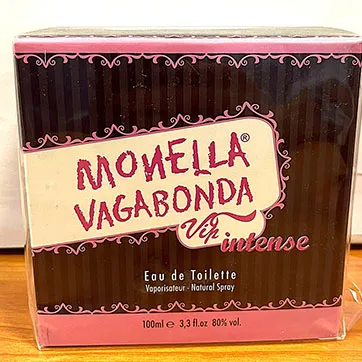 MONELLA®
VAGABONDA
Vip
intense
Eau de Toilette
Vaporisateur - Natural Spray
100ml ℮ 3,3 fl.oz 80% vol.